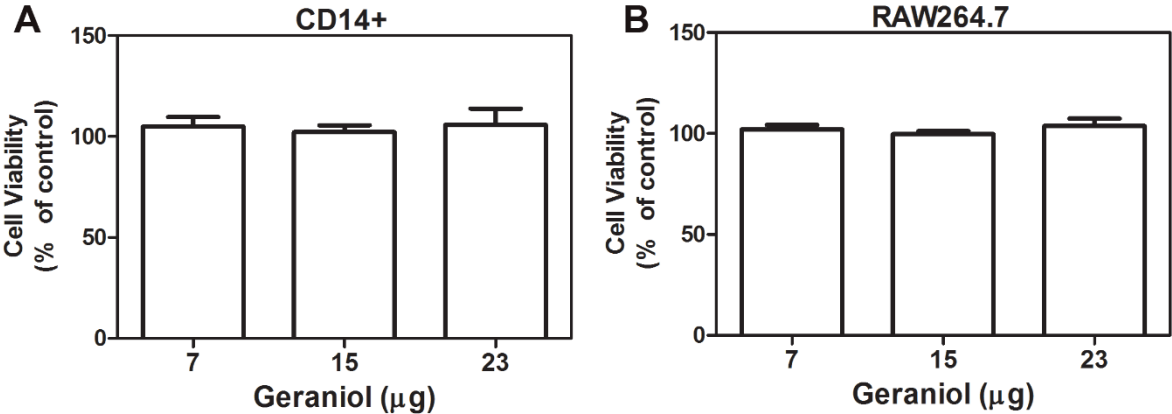 A
CD14+
Cell Viability
(% of control)
150
100
50
0
7 15 23
Geraniol (μg)
B
RAW264.7
Cell Viability
(% of control)
150
100
50
0
7 15 23
Geraniol (μg)